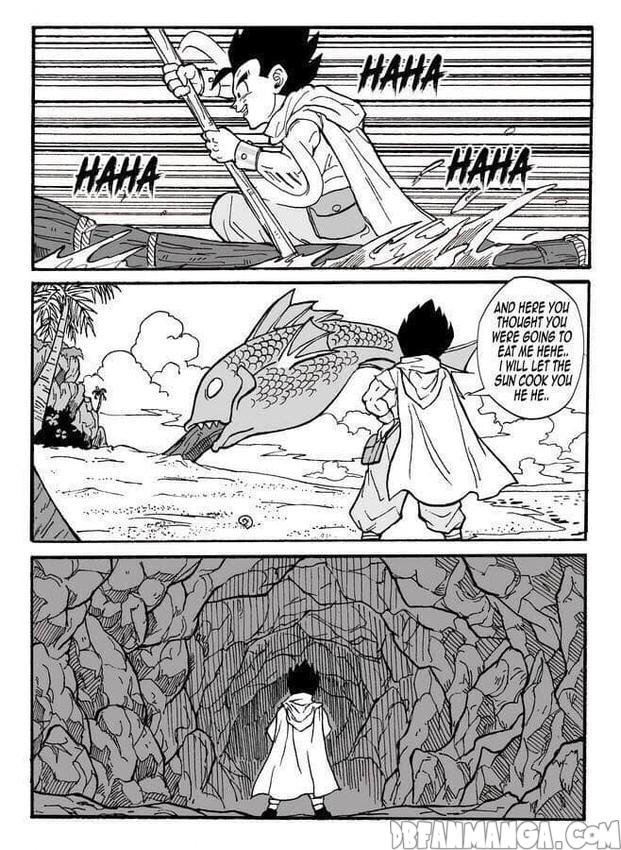 HAHA
HAHA
HAHA
AND HERE YOU
THOUGHT YOU
WERE GOING TO
EAT ME HEHE..
I WILL LET THE
SUN COOK YOU
HE HE..
DBFANMANGA.COM